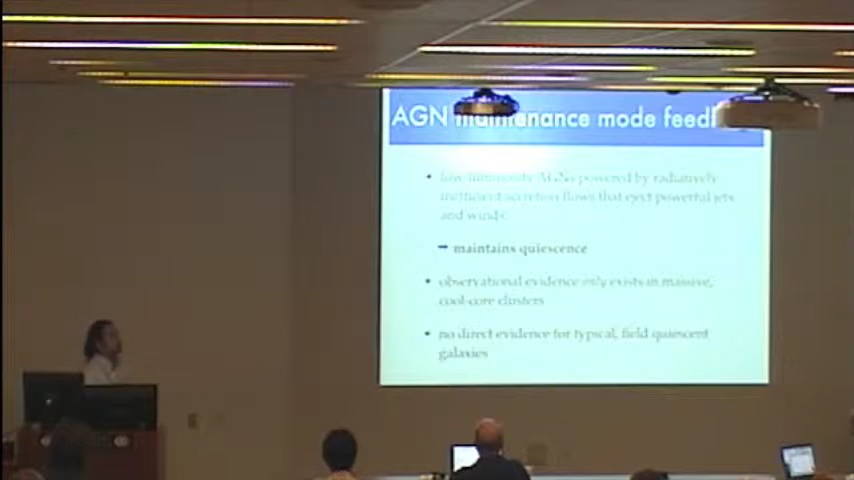 AGN maintenance mode feed
• low-luminosity AGNs powered by radiatively
inefficient accretion flows that eject powerful jets
and winds
➞ maintains quiescence
• observational evidence only exists in massive,
cool-core clusters
• no direct evidence for typical, field quiescent
galaxies